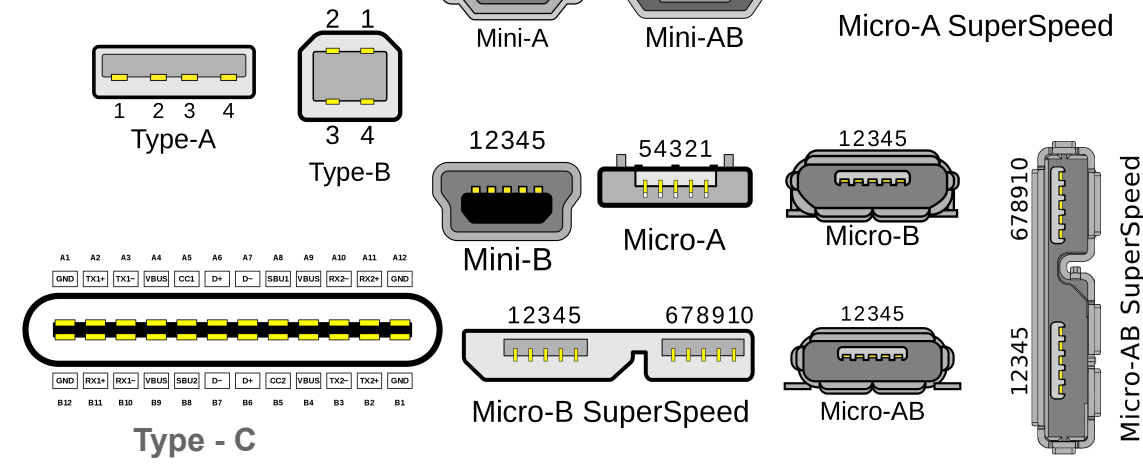 Mini-A
Mini-AB
Micro-A SuperSpeed
1 2 3 4
Type-A
2 1
3 4
Type-B
12345
Mini-B
54321
Micro-A
12345
Micro-B
678910
12345
Micro-AB SuperSpeed
A1 A2 A3 A4 A5 A6 A7 A8 A9 A10 A11 A12
GND TX1+ TX1− VBUS CC1 D+ D− SBU1 VBUS RX2− RX2+ GND
GND RX1+ RX1− VBUS SBU2 D− D+ CC2 VBUS TX2− TX2+ GND
B12 B11 B10 B9 B8 B7 B6 B5 B4 B3 B2 B1
Type - C
12345 678910
Micro-B SuperSpeed
12345
Micro-AB